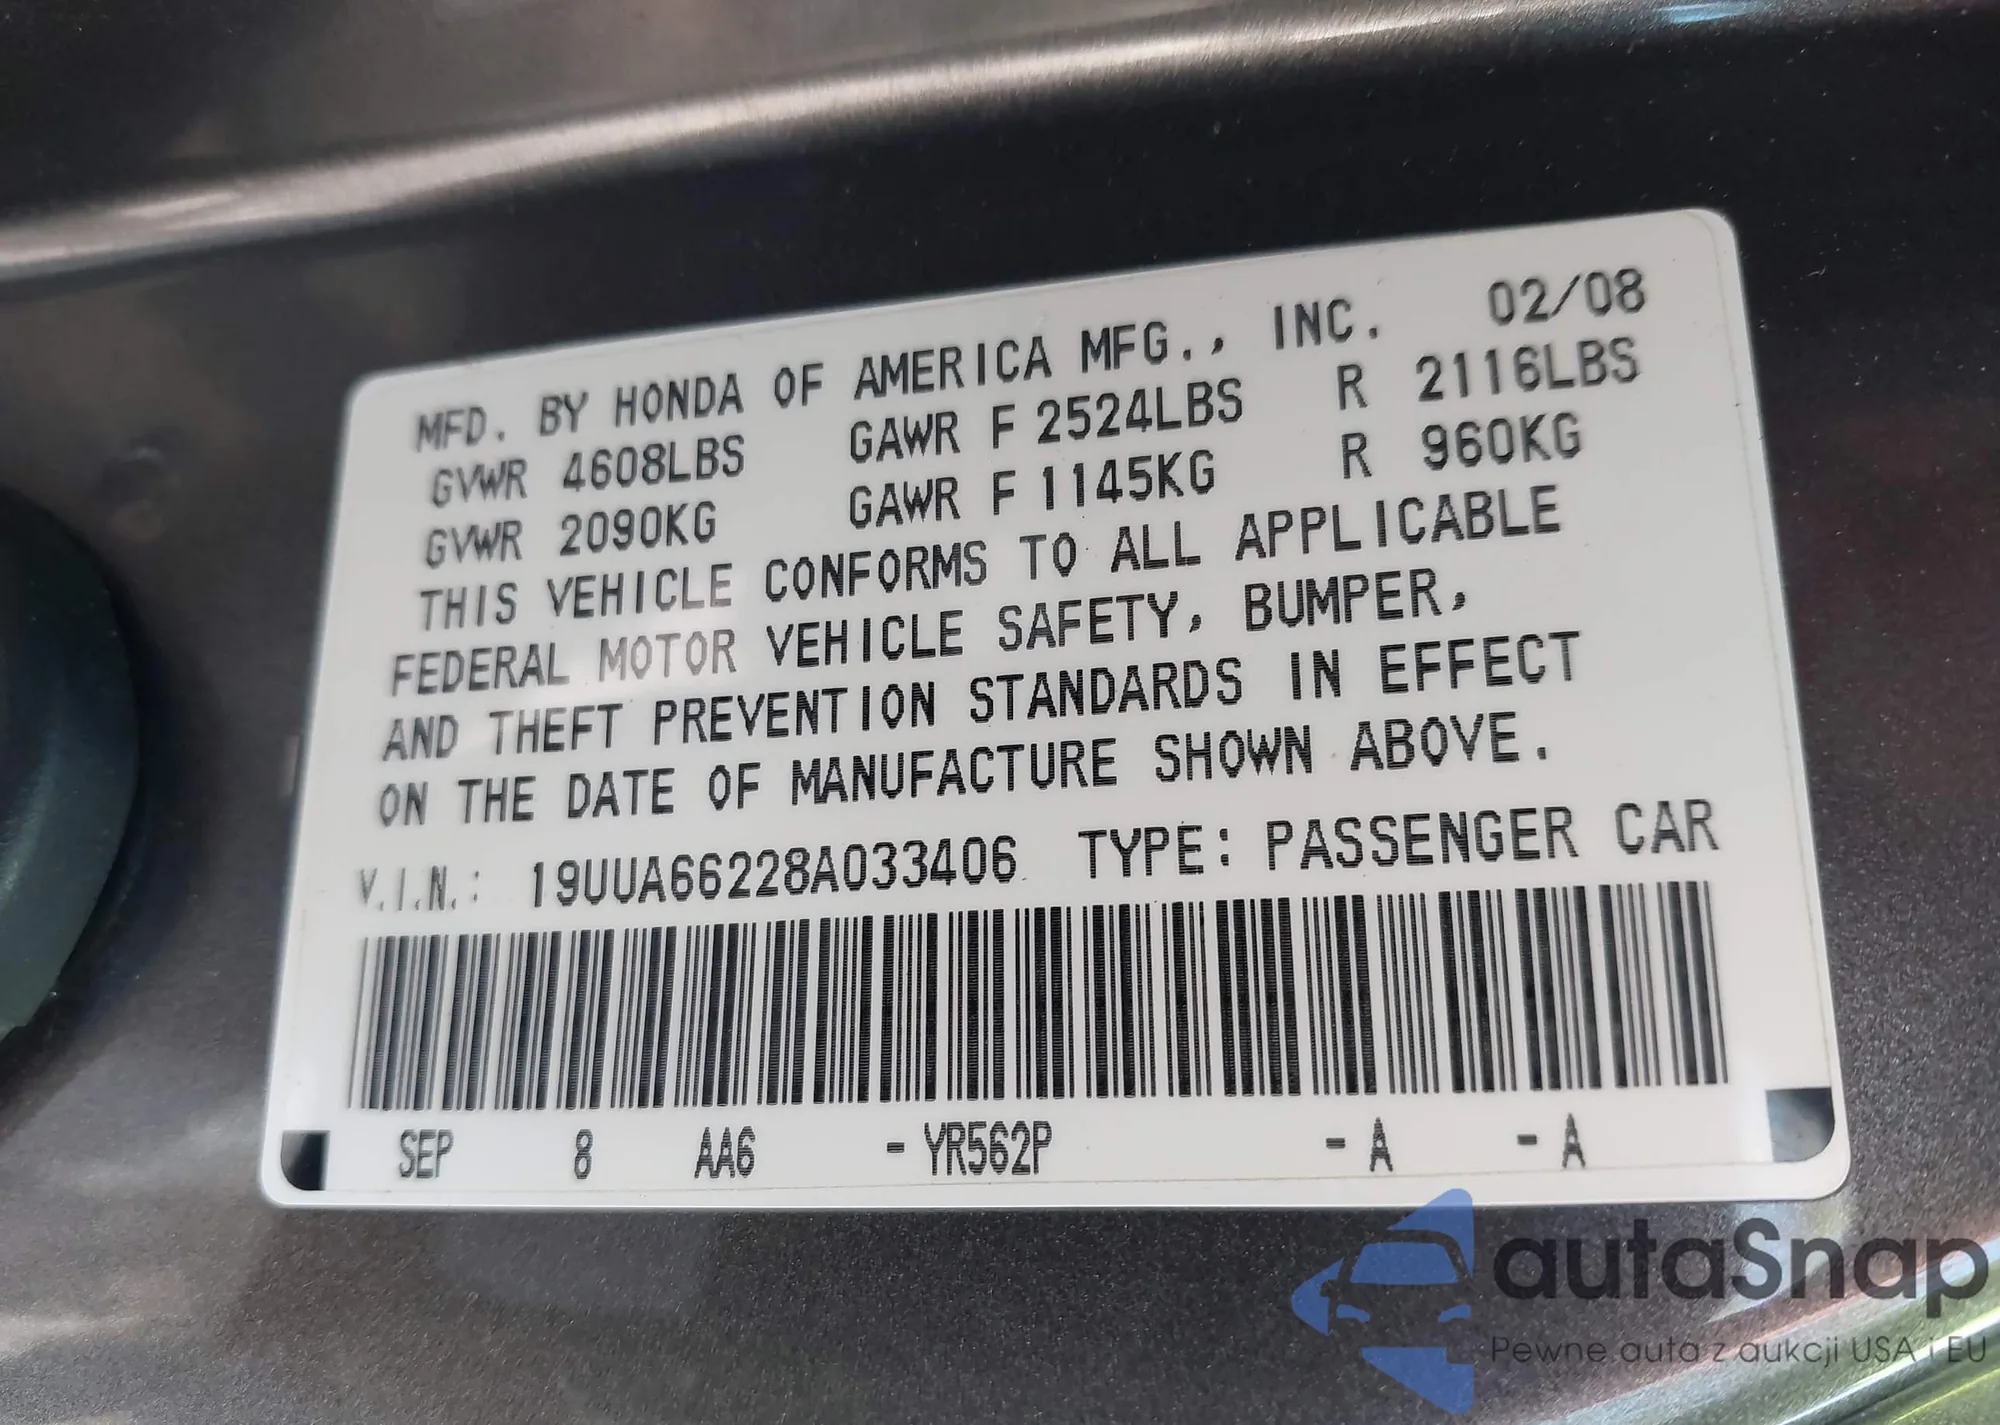 MFD. BY HONDA OF AMERICA MFG., INC. 02/08
GVWR 4608LBS GAWR F 2524LBS R 2116LBS
GVWR 2090KG GAWR F 1145KG R 960KG
THIS VEHICLE CONFORMS TO ALL APPLICABLE
FEDERAL MOTOR VEHICLE SAFETY, BUMPER,
AND THEFT PREVENTION STANDARDS IN EFFECT
ON THE DATE OF MANUFACTURE SHOWN ABOVE.
V.I.N.: 19UUA66228A033406 TYPE: PASSENGER CAR
SEP 8 AA6 - YR562P - A - A
autaSnap
Pewne auta z aukcji USA i EU